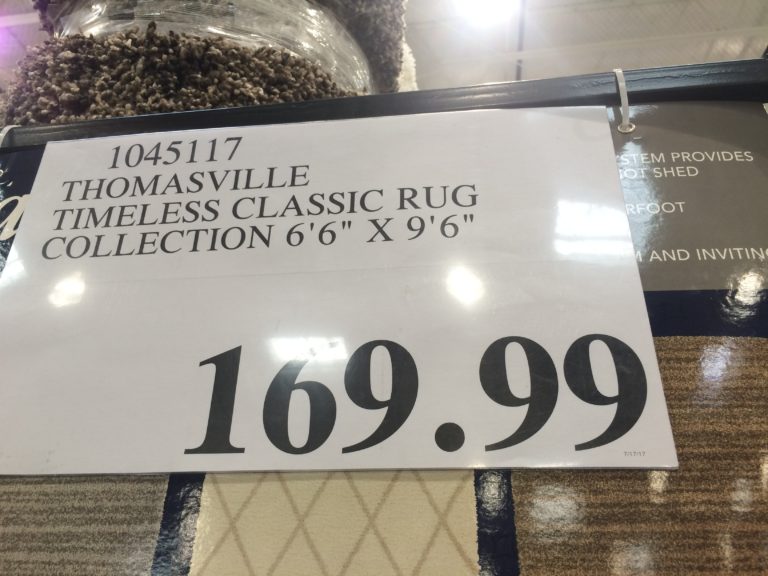 1045117
THOMASVILLE
TIMELESS CLASSIC RUG
COLLECTION 6'6" X 9'6"
169.99
7/17/17
STEM PROVIDES
OT SHED
RFOOT
M AND INVITING